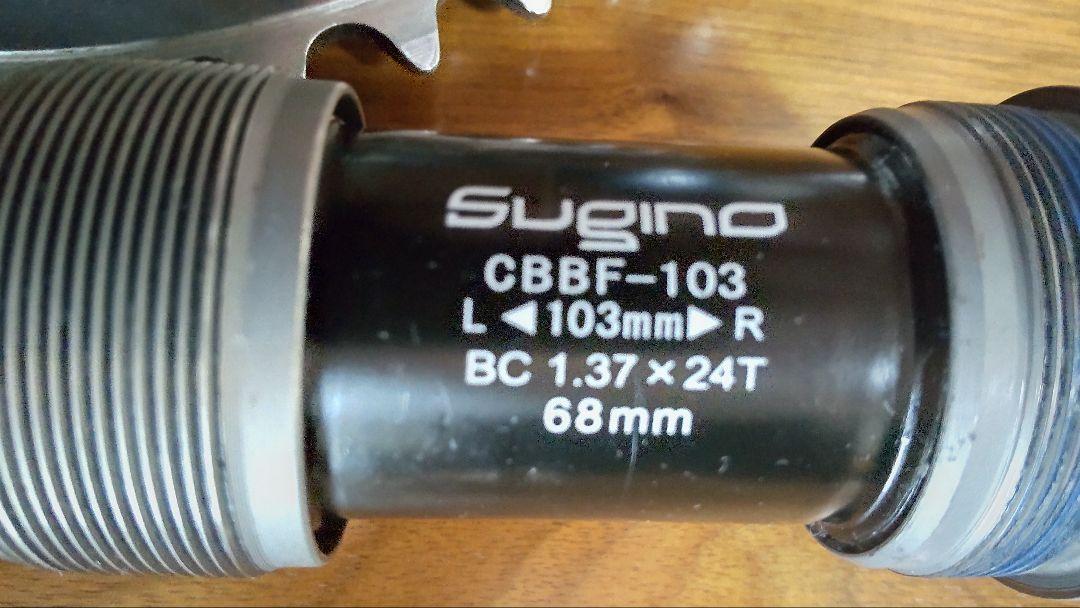 Sugino
CBBF-103
L ◀103mm▶ R
BC 1.37×24T
68mm